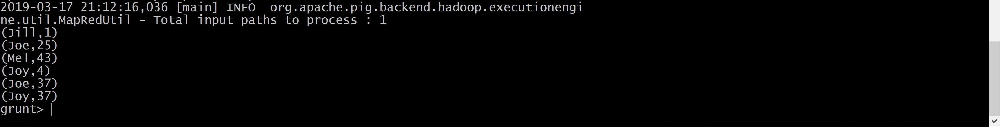 2019-03-17 21:12:16,036 [main] INFO  org.apache.pig.backend.hadoop.executionengi
ne.util.MapRedUtil - Total input paths to process : 1
(Jill,1)
(Joe,25)
(Mel,43)
(Joy,4)
(Joe,37)
(Joy,37)
grunt>